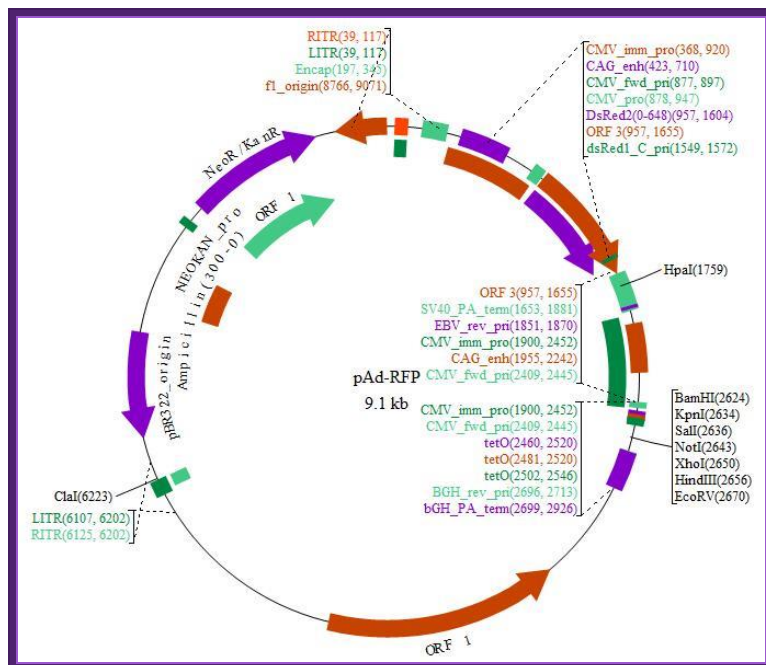 RITR(39, 117)
LITR(39, 117)
Encap(197, 345)
f1_origin(8766, 9071)
CMV_imm_pro(368, 920)
CAG_enh(423, 710)
CMV_fwd_pri(877, 897)
CMV_pro(878, 947)
DsRed2(0-648)(957, 1604)
ORF 3(957, 1655)
dsRed1_C_pri(1549, 1572)
NeoR/KanR
ORF 1
NEOKAN_pro
Ampicillin(300-0)
pBR322_origin
HpaI(1759)
ORF 3(957, 1655)
SV40_PA_term(1653, 1881)
EBV_rev_pri(1851, 1870)
CMV_imm_pro(1900, 2452)
CAG_enh(1955, 2242)
CMV_fwd_pri(2409, 2445)
pAd-RFP
9.1 kb
CMV_imm_pro(1900, 2452)
CMV_fwd_pri(2409, 2445)
tetO(2460, 2520)
tetO(2481, 2520)
tetO(2502, 2546)
BGH_rev_pri(2696, 2713)
bGH_PA_term(2699, 2926)
BamHI(2624)
KpnI(2634)
SalI(2636)
NotI(2643)
XhoI(2650)
HindIII(2656)
EcoRV(2670)
ClaI(6223)
LITR(6107, 6202)
RITR(6125, 6202)
ORF 1